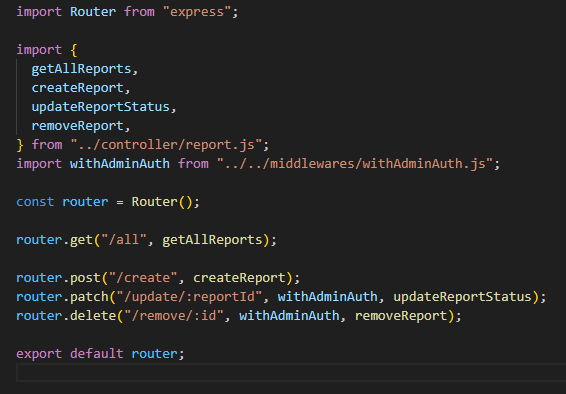 import Router from "express";
import {
getAllReports,
createReport,
updateReportStatus,
removeReport,
} from "../controller/report.js";
import withAdminAuth from "../../middlewares/withAdminAuth.js";
const router = Router();
router.get("/all", getAllReports);
router.post("/create", createReport);
router.patch("/update/:reportId", withAdminAuth, updateReportStatus);
router.delete("/remove/:id", withAdminAuth, removeReport);
export default router;